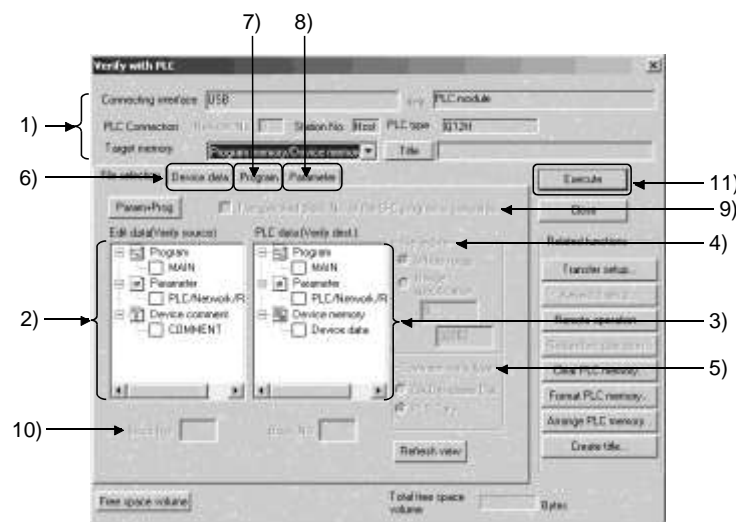 7) 8)
Verify with PLC
1)
Connecting interface USB PLC module
PLC Connection Station No. Host PLC type Q12H
Target memory Program memory/Device memor Title
6)
File selection Device data Program Parameter
Execute 11)
Param+Prog
9)
Close
Edit data(Verify source) PLC data(Verify dest.)
4)
Related functions
Program Program
MAIN MAIN
Transfer setup...
Parameter Parameter
PLC/Network/R PLC/Network/R
2) 3)
Device comment Device memory
Remote operation
COMMENT Device data
5)
Clear PLC memory...
Format PLC memory...
10)
Arrange PLC memory...
Refresh view
Create title...
Free space volume
Total free space
volume Bytes